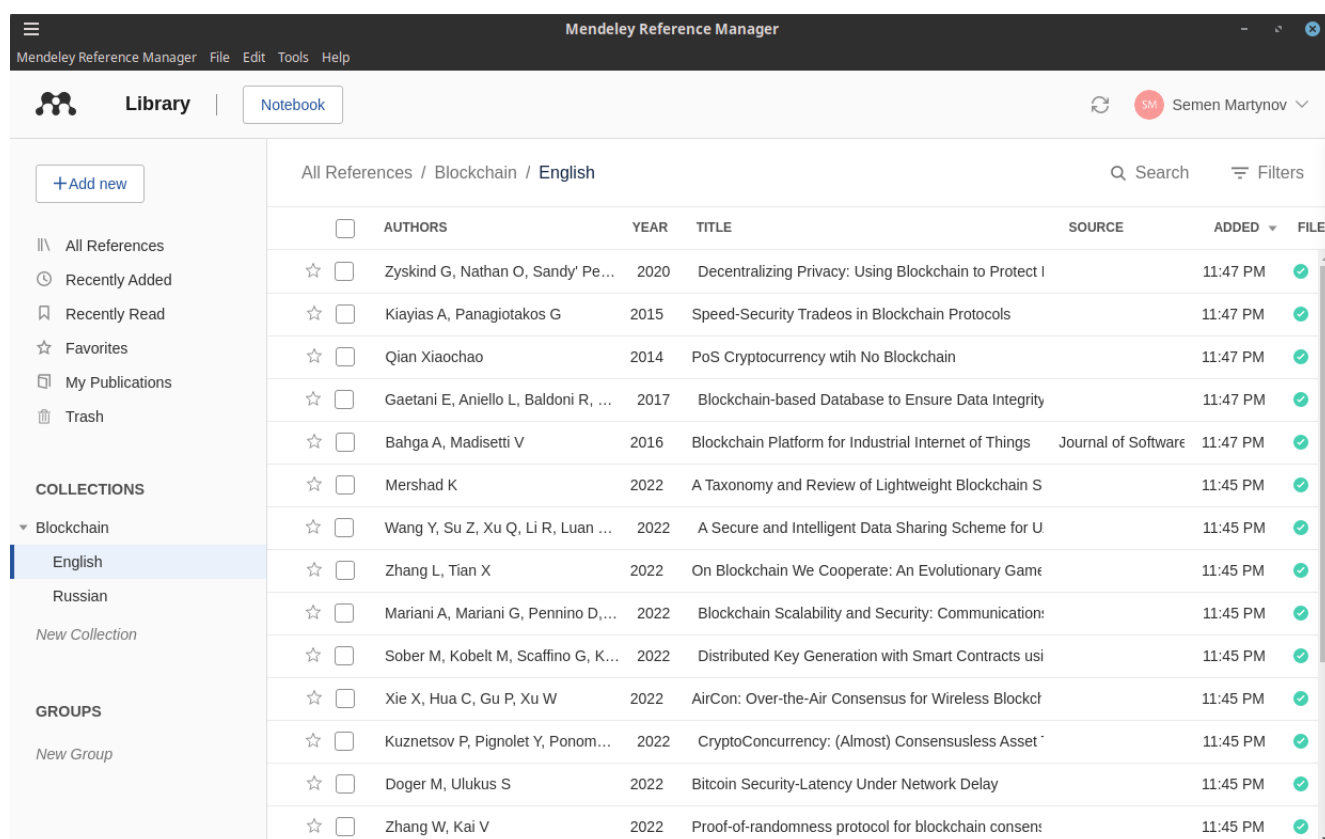 Mendeley Reference Manager
Mendeley Reference Manager File Edit Tools Help
Library | Notebook SM Semen Martynov
+Add new
All References
Recently Added
Recently Read
Favorites
My Publications
Trash
COLLECTIONS
Blockchain
English
Russian
New Collection
GROUPS
New Group
All References / Blockchain / English Search Filters
AUTHORS YEAR TITLE SOURCE ADDED FILE
Zyskind G, Nathan O, Sandy' Pe... 2020 Decentralizing Privacy: Using Blockchain to Protect 11:47 PM
Kiayias A, Panagiotakos G 2015 Speed-Security Tradeos in Blockchain Protocols 11:47 PM
Qian Xiaochao 2014 PoS Cryptocurrency wtih No Blockchain 11:47 PM
Gaetani E, Aniello L, Baldoni R, ... 2017 Blockchain-based Database to Ensure Data Integrity 11:47 PM
Bahga A, Madisetti V 2016 Blockchain Platform for Industrial Internet of Things Journal of Software 11:47 PM
Mershad K 2022 A Taxonomy and Review of Lightweight Blockchain S 11:45 PM
Wang Y, Su Z, Xu Q, Li R, Luan ... 2022 A Secure and Intelligent Data Sharing Scheme for U 11:45 PM
Zhang L, Tian X 2022 On Blockchain We Cooperate: An Evolutionary Game 11:45 PM
Mariani A, Mariani G, Pennino D,... 2022 Blockchain Scalability and Security: Communications 11:45 PM
Sober M, Kobelt M, Scaffino G, K... 2022 Distributed Key Generation with Smart Contracts usi 11:45 PM
Xie X, Hua C, Gu P, Xu W 2022 AirCon: Over-the-Air Consensus for Wireless Blockch 11:45 PM
Kuznetsov P, Pignolet Y, Ponom... 2022 CryptoConcurrency: (Almost) Consensusless Asset 11:45 PM
Doger M, Ulukus S 2022 Bitcoin Security-Latency Under Network Delay 11:45 PM
Zhang W, Kai V 2022 Proof-of-randomness protocol for blockchain consens 11:45 PM